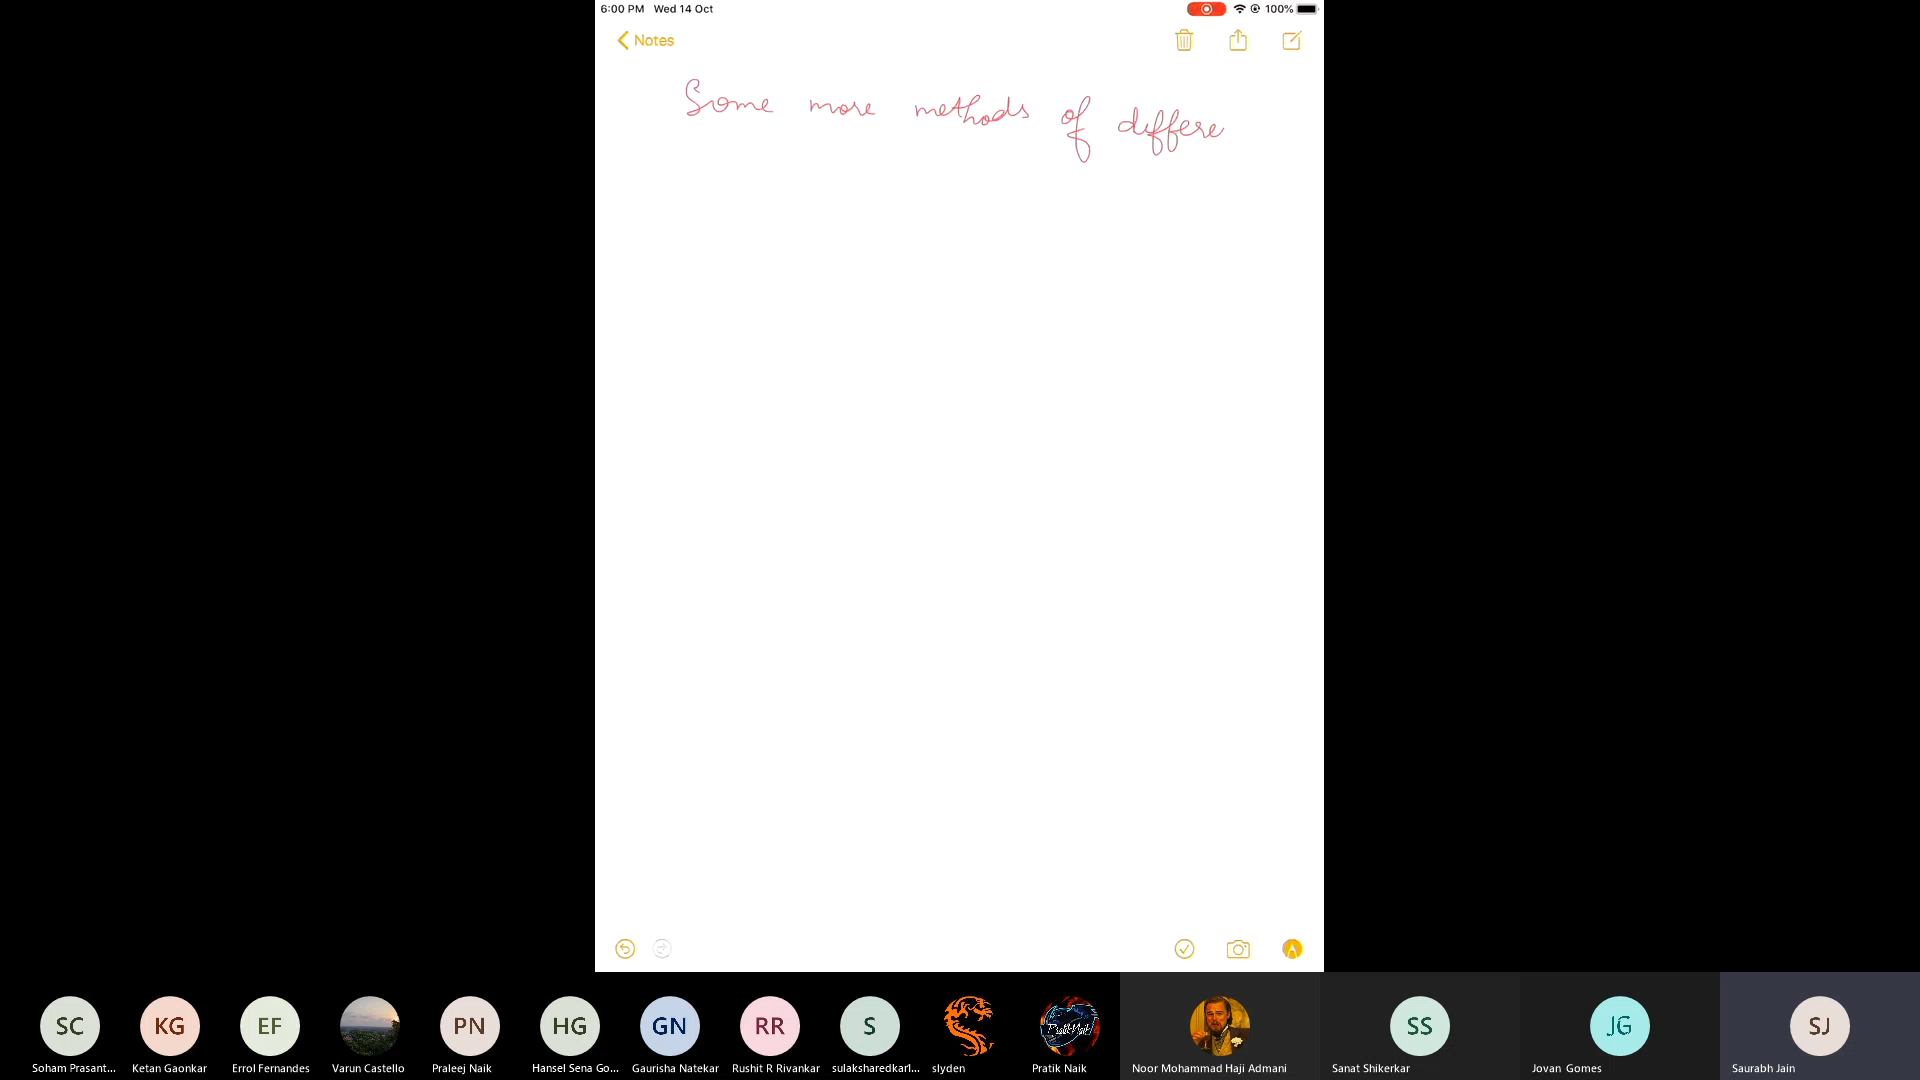 6:00 PM Wed 14 Oct 100%
Notes
Some more methods of differe
SC KG EF PN HG GN RR S PratikNaik SS JG SJ
Soham Prasant... Ketan Gaonkar Errol Fernandes Varun Castello Praleej Naik Hansel Sena Go... Gaurisha Natekar Rushit R Rivankar sulaksharedkar1... slyden Pratik Naik Noor Mohammad Haji Admani Sanat Shikerkar Jovan Gomes Saurabh Jain